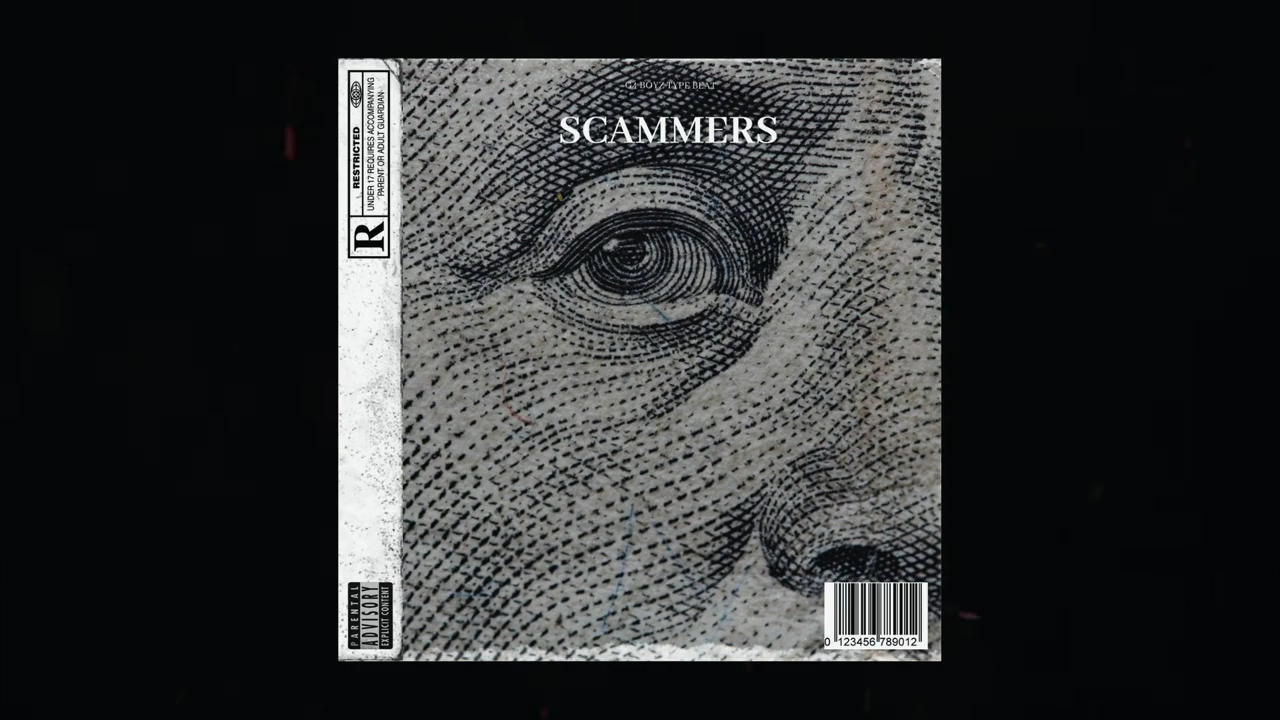 G4 BOYZ TYPE BEAT
SCAMMERS
RESTRICTED
UNDER 17 REQUIRES ACCOMPANYING
PARENT OR ADULT GUARDIAN
R
PARENTAL
ADVISORY
EXPLICIT CONTENT
0 123456 789012